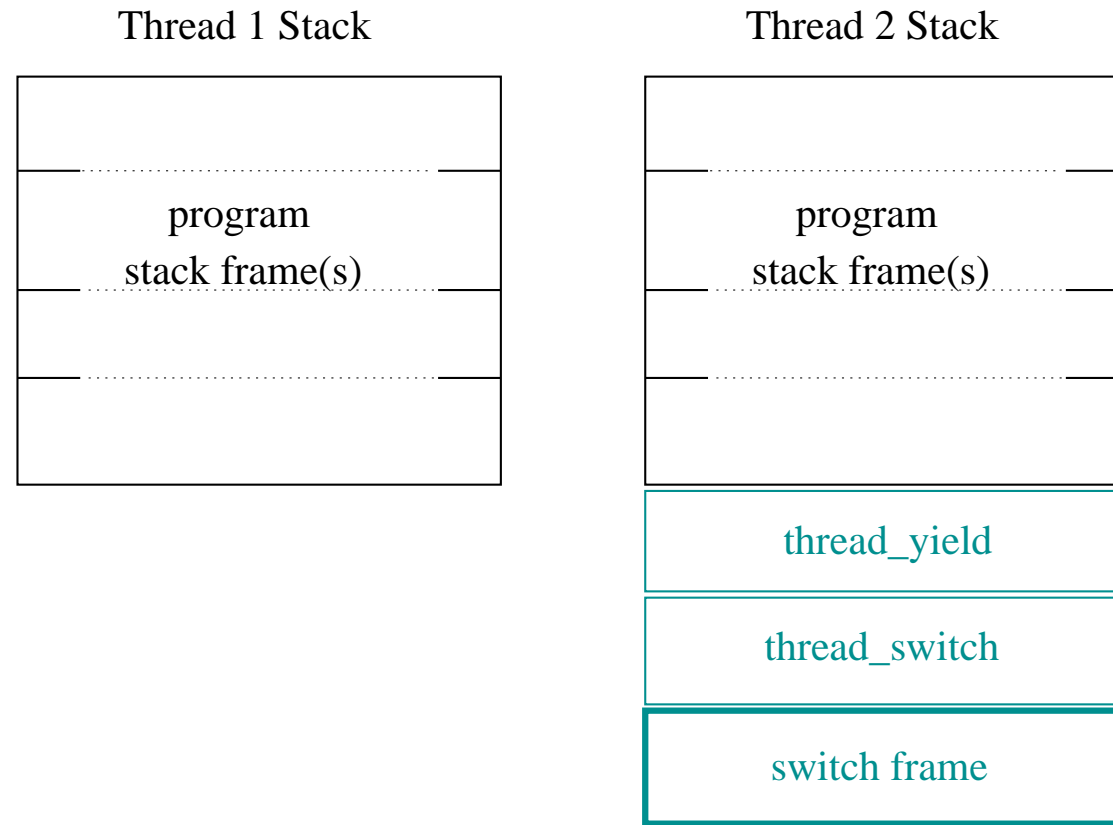 Thread 1 Stack
Thread 2 Stack
program
stack frame(s)
program
stack frame(s)
thread_yield
thread_switch
switch frame